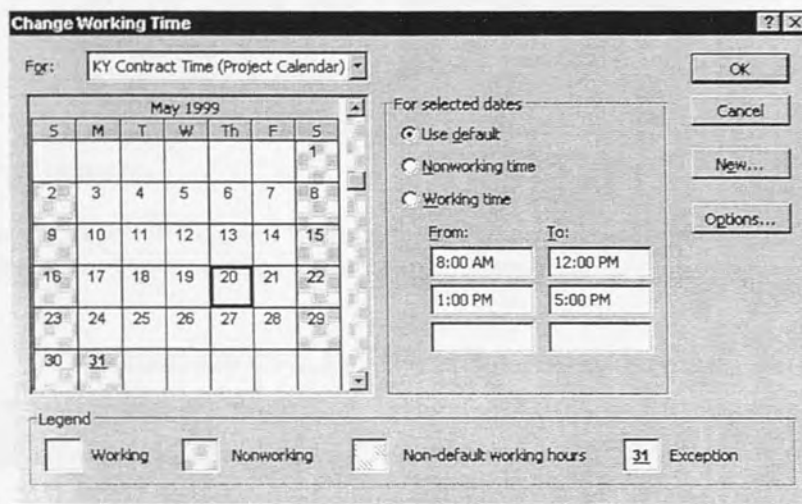 Change Working Time
For: KY Contract Time (Project Calendar)
OK
Cancel
New...
Options...
May 1999
S M T W Th F S
1
2 3 4 5 6 7 8
9 10 11 12 13 14 15
16 17 18 19 20 21 22
23 24 25 26 27 28 29
30 31
For selected dates
Use default
Nonworking time
Working time
From: To:
8:00 AM 12:00 PM
1:00 PM 5:00 PM
Legend
Working Nonworking Non-default working hours 31 Exception